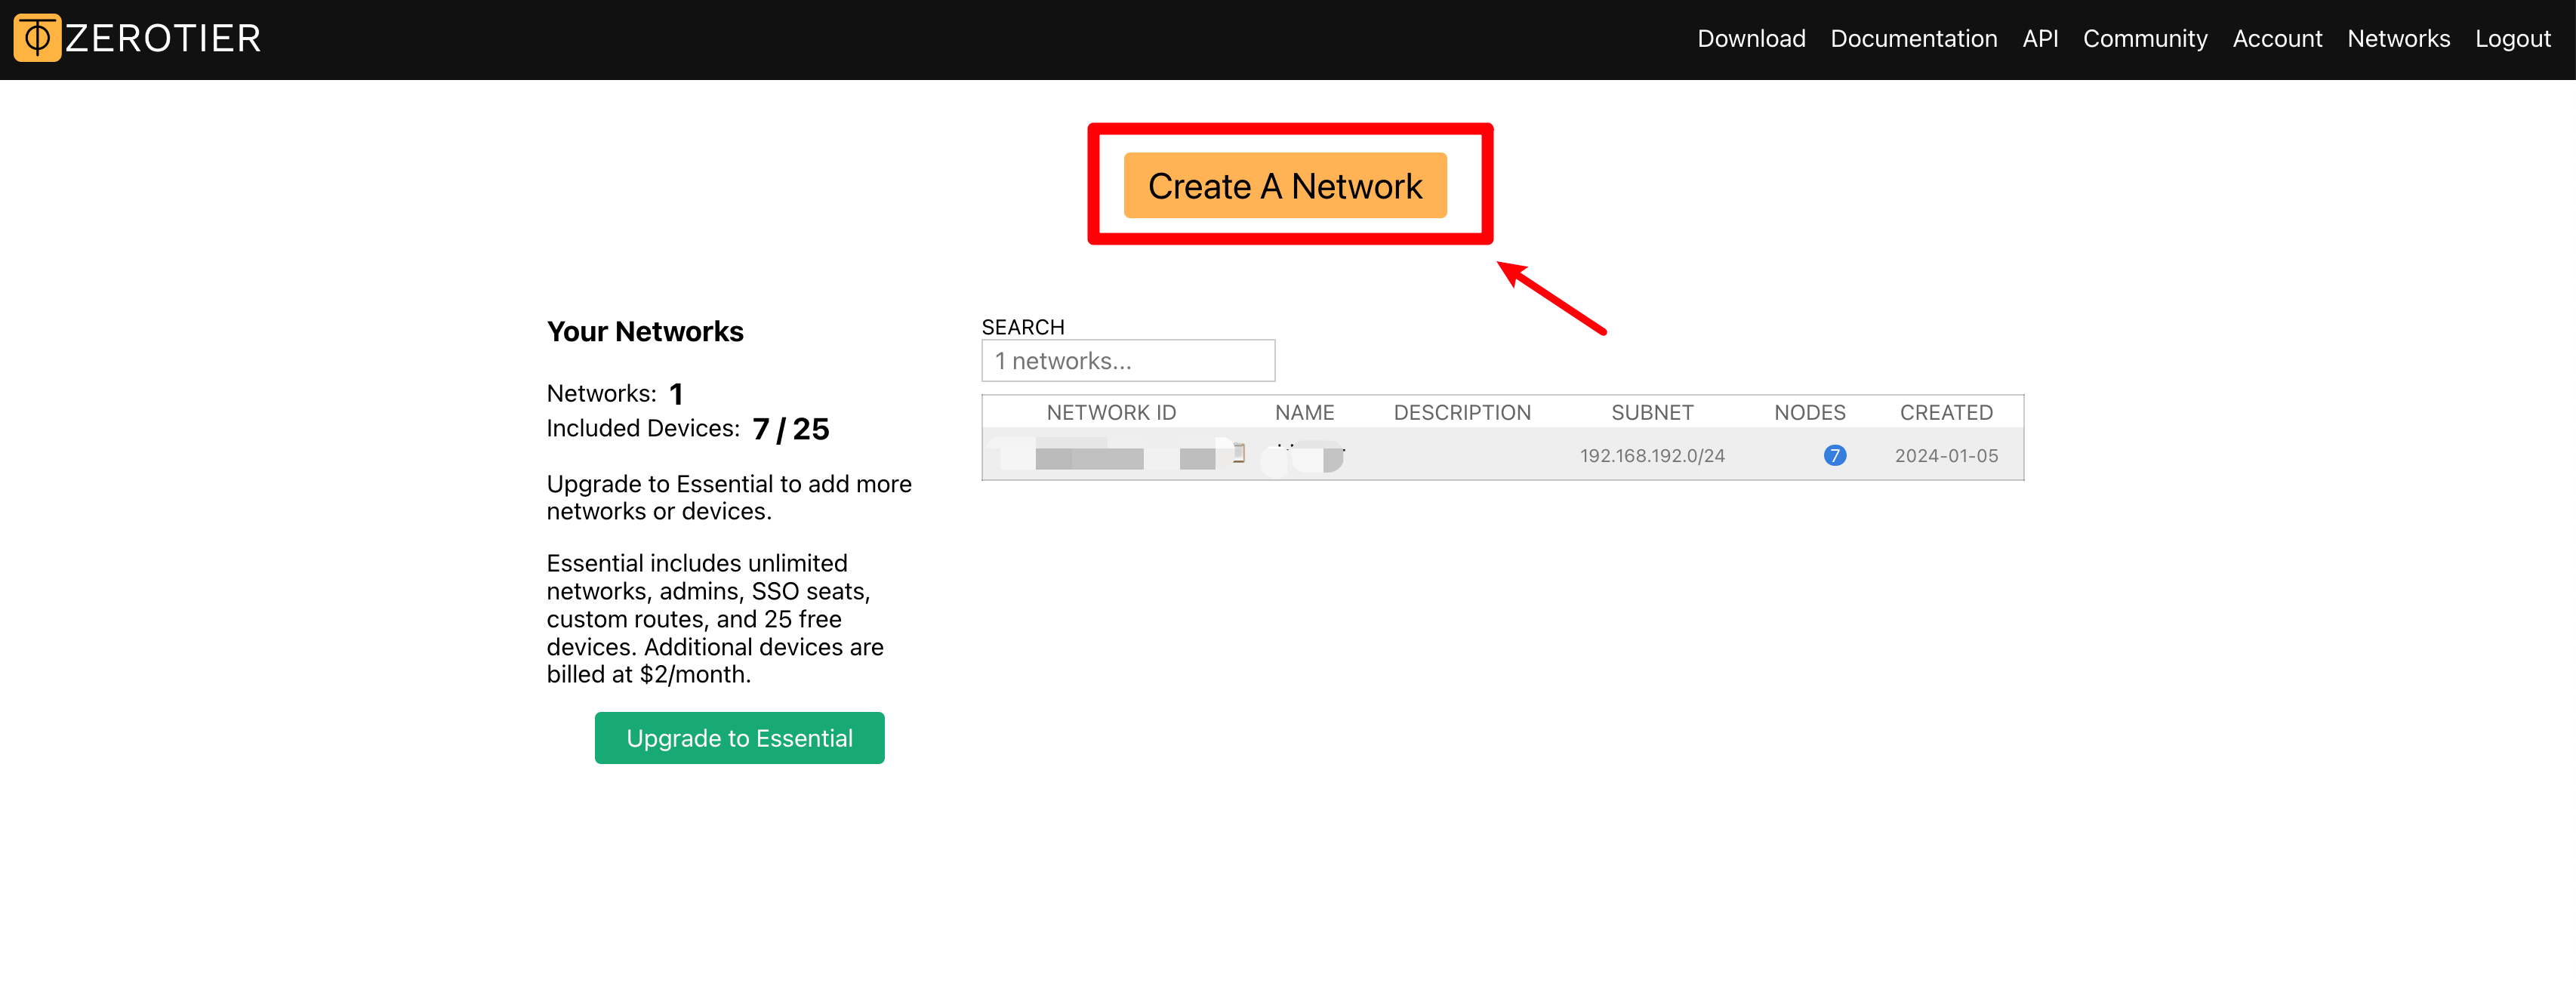 ZEROTIER
Download Documentation API Community Account Networks Logout
Create A Network
Your Networks
Networks: 1
Included Devices: 7 / 25
Upgrade to Essential to add more
networks or devices.
Essential includes unlimited
networks, admins, SSO seats,
custom routes, and 25 free
devices. Additional devices are
billed at $2/month.
Upgrade to Essential
SEARCH
1 networks...
NETWORK ID NAME DESCRIPTION SUBNET NODES CREATED
192.168.192.0/24 7 2024-01-05